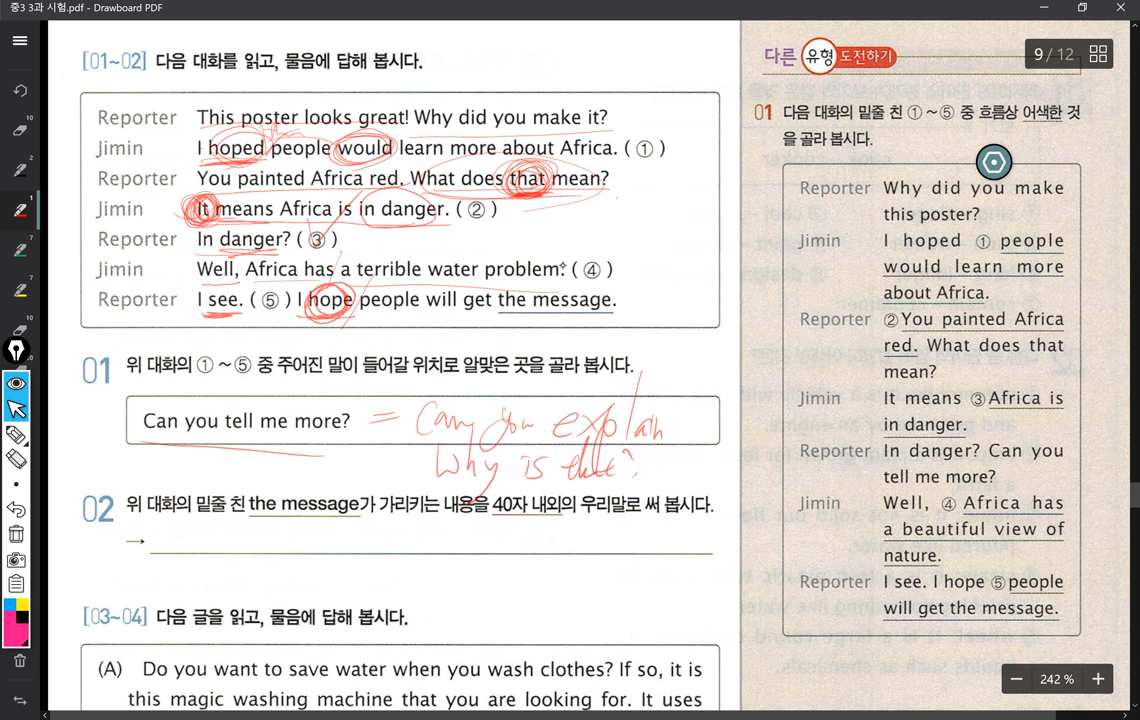 중3 3과 시험.pdf - Drawboard PDF
[01~02] 다음 대화를 읽고, 물음에 답해 봅시다.
Reporter This poster looks great! Why did you make it?
Jimin I hoped people would learn more about Africa. ( ① )
Reporter You painted Africa red. What does that mean?
Jimin It means Africa is in danger. ( ② )
Reporter In danger? ( ③ )
Jimin Well, Africa has a terrible water problem. ( ④ )
Reporter I see. ( ⑤ ) I hope people will get the message.
01 위 대화의 ①~⑤ 중 주어진 말이 들어갈 위치로 알맞은 곳을 골라 봅시다.
Can you tell me more? = Can you explain
Why is that?
02 위 대화의 밑줄 친 the message가 가리키는 내용을 40자 내외의 우리말로 써 봅시다.
→
[03~04] 다음 글을 읽고, 물음에 답해 봅시다.
(A) Do you want to save water when you wash clothes? If so, it is
this magic washing machine that you are looking for. It uses
다른 유형 도전하기
9 / 12
01 다음 대화의 밑줄 친 ①~⑤ 중 흐름상 어색한 것
을 골라 봅시다.
Reporter Why did you make
this poster?
Jimin I hoped ① people
would learn more
about Africa.
Reporter ② You painted Africa
red. What does that
mean?
Jimin It means ③ Africa is
in danger.
Reporter In danger? Can you
tell me more?
Jimin Well, ④ Africa has
a beautiful view of
nature.
Reporter I see. I hope ⑤ people
will get the message.
242 %